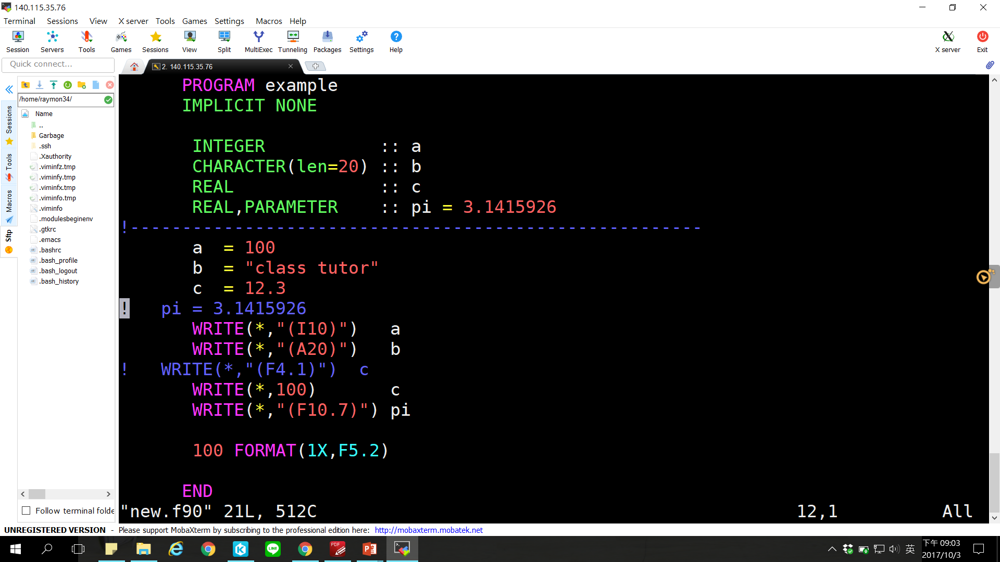 140.115.35.76
Terminal Sessions View X server Tools Games Settings Macros Help
Session Servers Tools Games Sessions View Split MultiExec Tunneling Packages Settings Help X server Exit
Quick connect...
2. 140.115.35.76
/home/raymon34/
Name
..
Garbage
.ssh
.Xauthority
.viminfz.tmp
.viminfy.tmp
.viminfx.tmp
.viminfo.tmp
.viminfo
.modulesbeginenv
.gtkrc
.emacs
.bashrc
.bash_profile
.bash_logout
.bash_history
Sessions
Tools
Macros
Sftp
Follow terminal folde
PROGRAM example
IMPLICIT NONE
INTEGER :: a
CHARACTER(len=20) :: b
REAL :: c
REAL,PARAMETER :: pi = 3.1415926
!-------------------------------------------------------
a = 100
b = "class tutor"
c = 12.3
! pi = 3.1415926
WRITE(*,"(I10)") a
WRITE(*,"(A20)") b
! WRITE(*,"(F4.1)") c
WRITE(*,100) c
WRITE(*,"(F10.7)") pi
100 FORMAT(1X,F5.2)
END
"new.f90" 21L, 512C 12,1 All
UNREGISTERED VERSION - Please support MobaXterm by subscribing to the professional edition here: http://mobaxterm.mobatek.net
K LINE PDF P
英
下午 09:03
2017/10/3